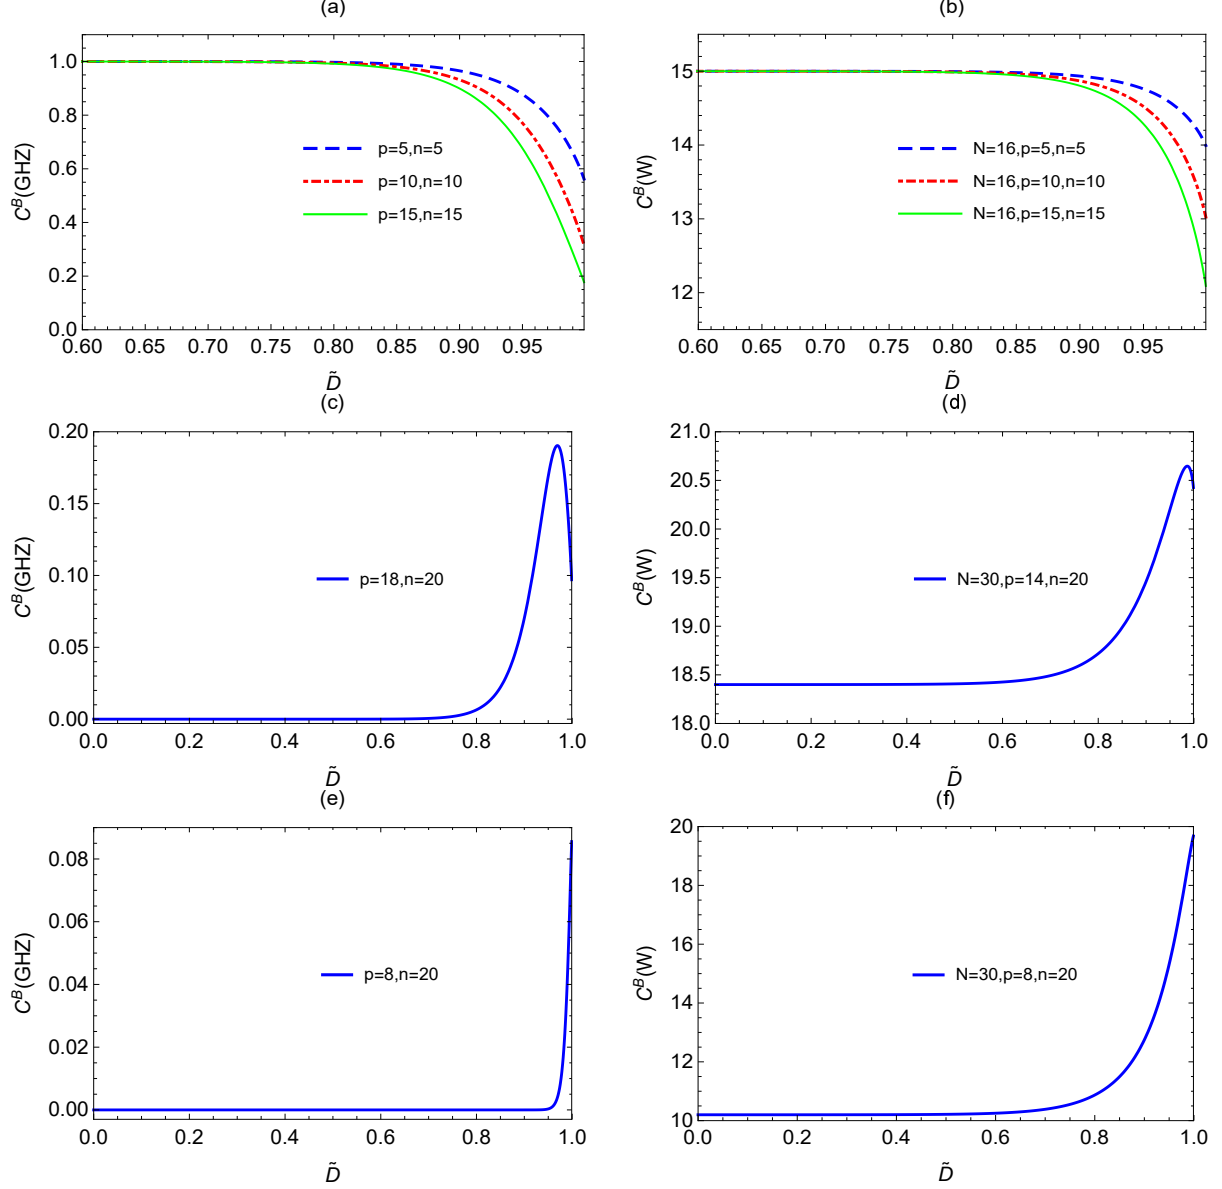 (a)
C^B(GHZ)
1.0
0.8
0.6
0.4
0.2
0.0
p=5,n=5
p=10,n=10
p=15,n=15
0.60 0.65 0.70 0.75 0.80 0.85 0.90 0.95
D̃
(b)
C^B(W)
15
14
13
12
N=16,p=5,n=5
N=16,p=10,n=10
N=16,p=15,n=15
0.60 0.65 0.70 0.75 0.80 0.85 0.90 0.95
D̃
(c)
C^B(GHZ)
0.20
0.15
0.10
0.05
0.00
p=18,n=20
0.0 0.2 0.4 0.6 0.8 1.0
D̃
(d)
C^B(W)
21.0
20.5
20.0
19.5
19.0
18.5
18.0
N=30,p=14,n=20
0.0 0.2 0.4 0.6 0.8 1.0
D̃
(e)
C^B(GHZ)
0.08
0.06
0.04
0.02
0.00
p=8,n=20
0.0 0.2 0.4 0.6 0.8 1.0
D̃
(f)
C^B(W)
20
18
16
14
12
10
N=30,p=8,n=20
0.0 0.2 0.4 0.6 0.8 1.0
D̃